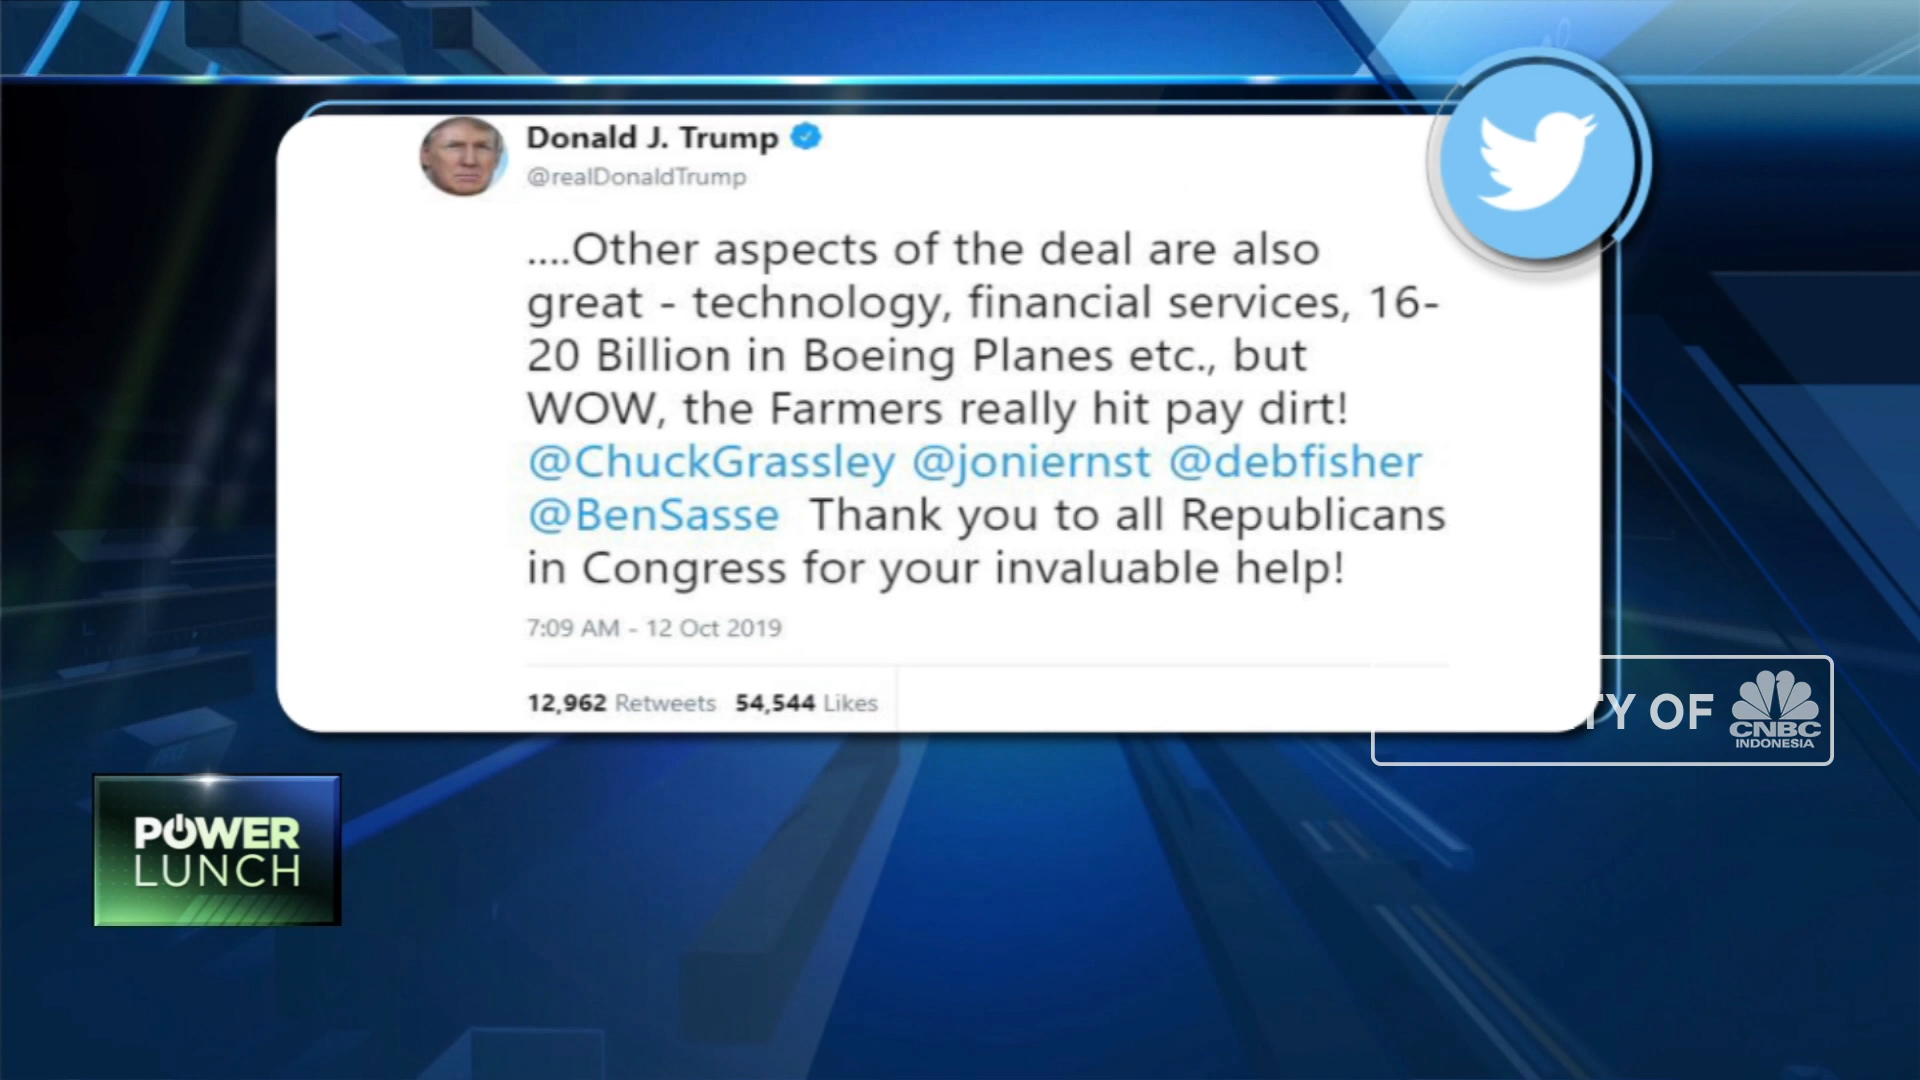 Donald J. Trump
@realDonaldTrump
....Other aspects of the deal are also
great - technology, financial services, 16-
20 Billion in Boeing Planes etc., but
WOW, the Farmers really hit pay dirt!
@ChuckGrassley @joniernst @debfisher
@BenSasse Thank you to all Republicans
in Congress for your invaluable help!
7:09 AM - 12 Oct 2019
12,962 Retweets 54,544 Likes
TY OF
CNBC
INDONESIA
POWER
LUNCH